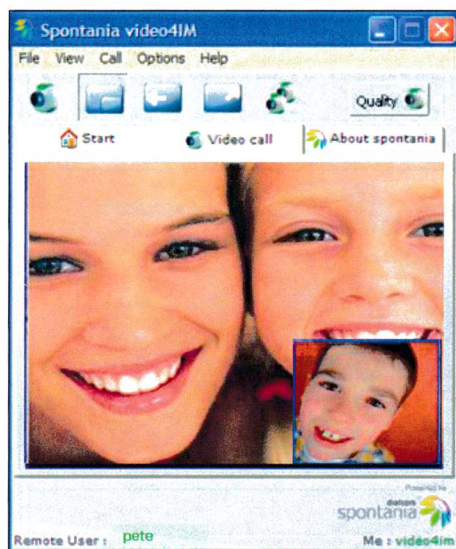 Spontania video4IM
File View Call Options Help
Quality
Start Video call About spontania
Powered by
dialcom
spontania
Remote User : pete Me : video4im